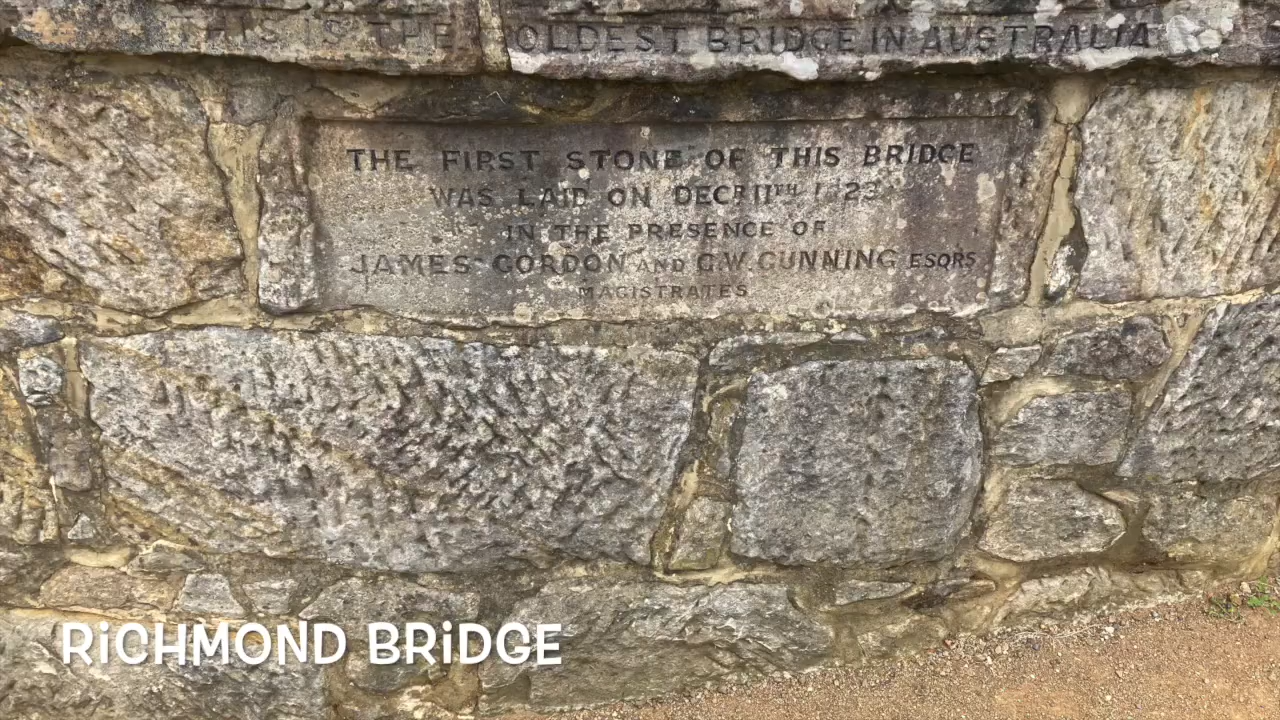 THIS IS THE OLDEST BRIDGE IN AUSTRALIA
THE FIRST STONE OF THIS BRIDGE
WAS LAID ON DECR 11TH 1823
IN THE PRESENCE OF
JAMES GORDON AND G.W. GUNNING ESQRS
MAGISTRATES
RiCHMOND BRiDGE